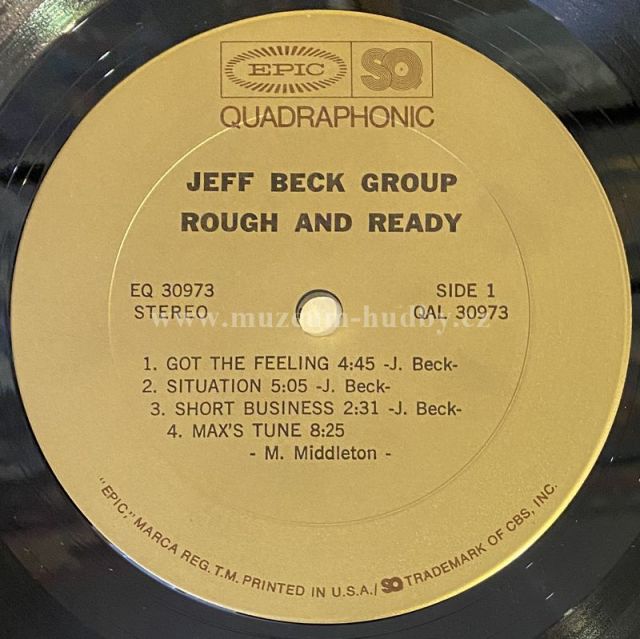 EPIC SQ
QUADRAPHONIC
JEFF BECK GROUP
ROUGH AND READY
EQ 30973 SIDE 1
STEREO QAL 30973
www.muzeum-hudby.cz
1. GOT THE FEELING 4:45 -J. Beck-
2. SITUATION 5:05 -J. Beck-
3. SHORT BUSINESS 2:31 -J. Beck-
4. MAX'S TUNE 8:25
- M. Middleton -
"EPIC," MARCA REG. T.M. PRINTED IN U.S.A./ SQ TRADEMARK OF CBS, INC.